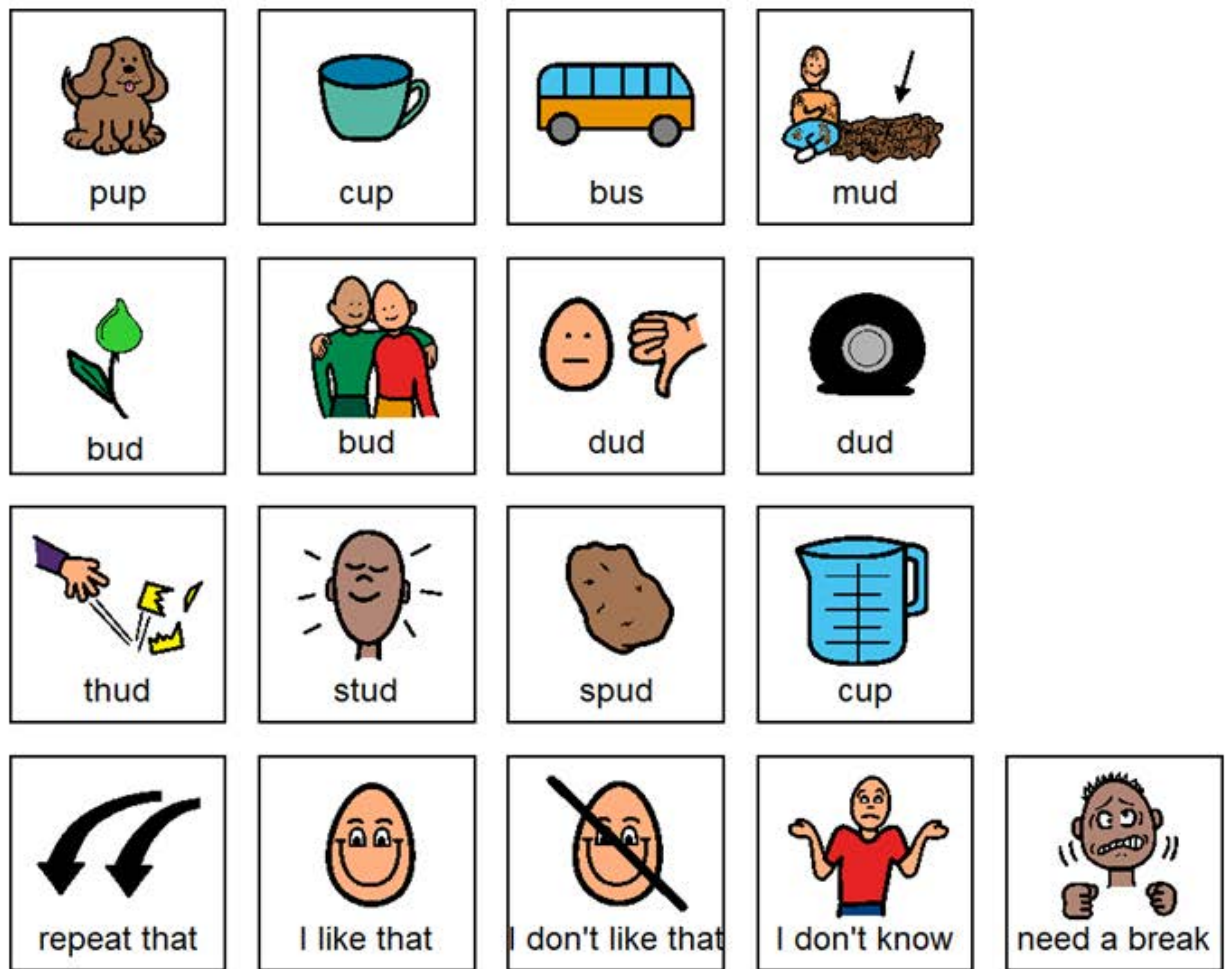 pup cup bus mud
bud bud dud dud
thud stud spud cup
repeat that I like that I don't like that I don't know need a break